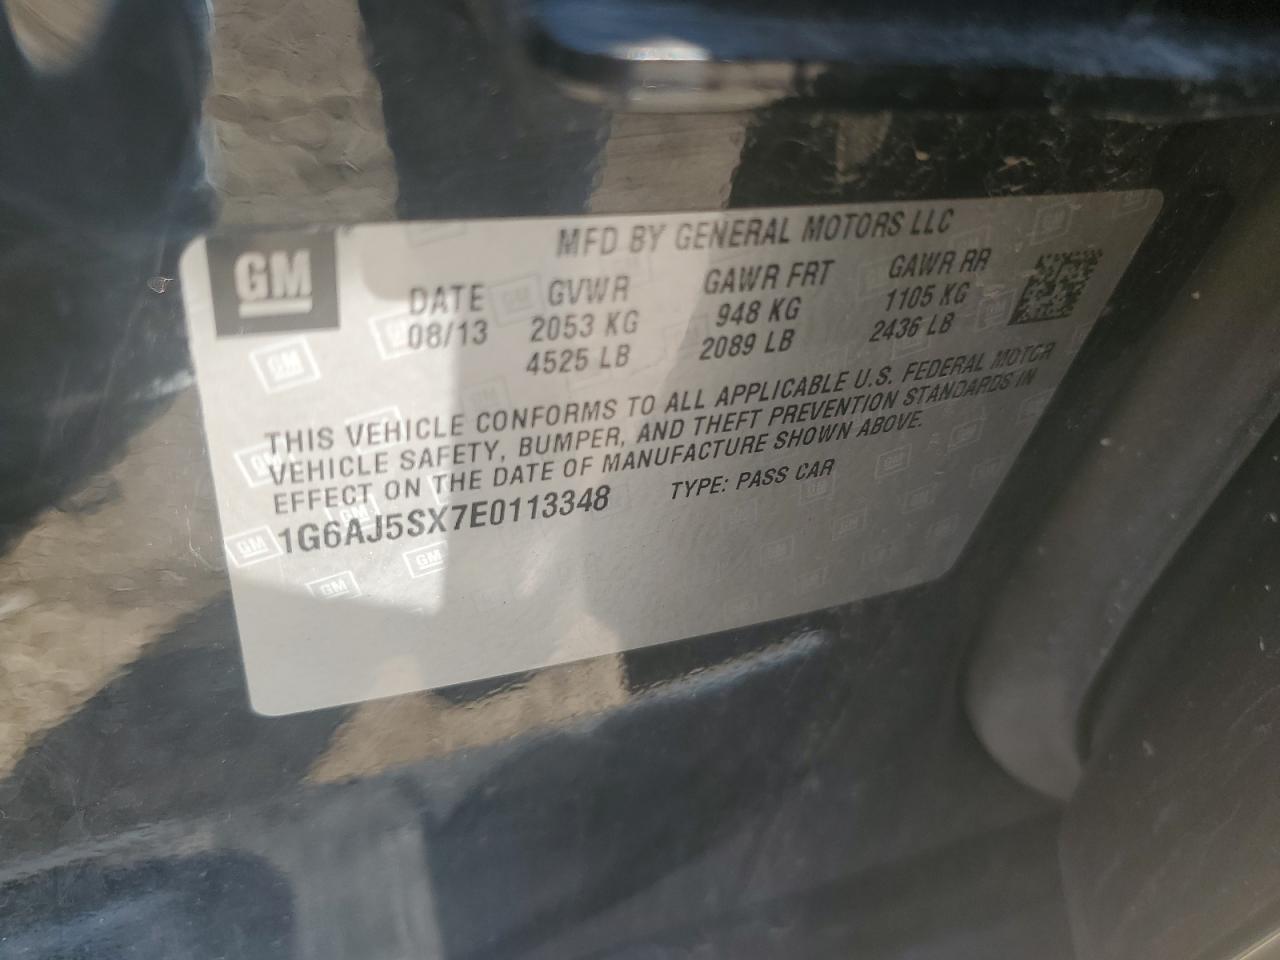 GM
MFD BY GENERAL MOTORS LLC
DATE GVWR GAWR FRT GAWR RR
08/13 2053 KG 948 KG 1105 KG
4525 LB 2089 LB 2436 LB
THIS VEHICLE CONFORMS TO ALL APPLICABLE U.S. FEDERAL MOTOR
VEHICLE SAFETY, BUMPER, AND THEFT PREVENTION STANDARDS IN
EFFECT ON THE DATE OF MANUFACTURE SHOWN ABOVE.
1G6AJ5SX7E0113348 TYPE: PASS CAR